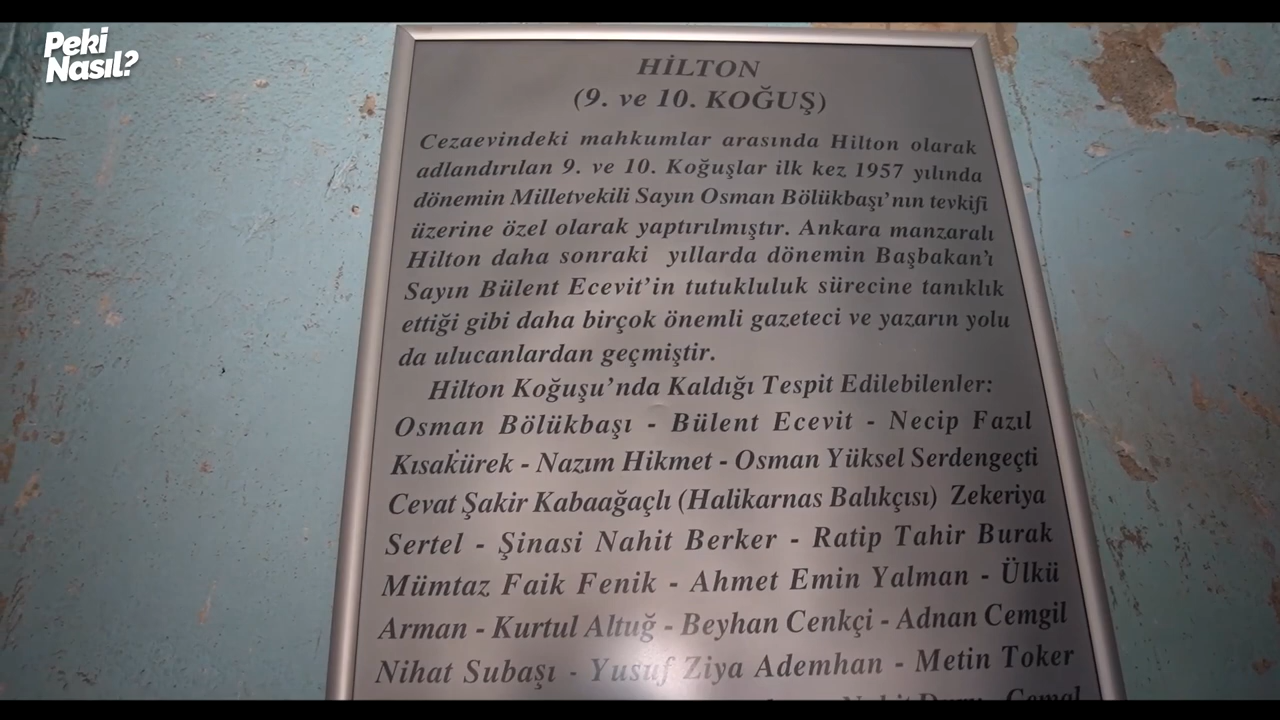 Peki
Nasıl?
HİLTON
(9. ve 10. KOĞUŞ)
Cezaevindeki mahkumlar arasında Hilton olarak
adlandırılan 9. ve 10. Koğuşlar ilk kez 1957 yılında
dönemin Milletvekili Sayın Osman Bölükbaşı'nın tevkifi
üzerine özel olarak yaptırılmıştır. Ankara manzaralı
Hilton daha sonraki yıllarda dönemin Başbakan'ı
Sayın Bülent Ecevit'in tutukluluk sürecine tanıklık
ettiği gibi daha birçok önemli gazeteci ve yazarın yolu
da ulucanlardan geçmiştir.
Hilton Koğuşu'nda Kaldığı Tespit Edilebilenler:
Osman Bölükbaşı - Bülent Ecevit - Necip Fazıl
Kısakürek - Nazım Hikmet - Osman Yüksel Serdengeçti
Cevat Şakir Kabaağaçlı (Halikarnas Balıkçısı) Zekeriya
Sertel - Şinasi Nahit Berker - Ratip Tahir Burak
Mümtaz Faik Fenik - Ahmet Emin Yalman - Ülkü
Arman - Kurtul Altuğ - Beyhan Cenkçi - Adnan Cemgil
Nihat Subaşı - Yusuf Ziya Ademhan - Metin Toker
Cemal